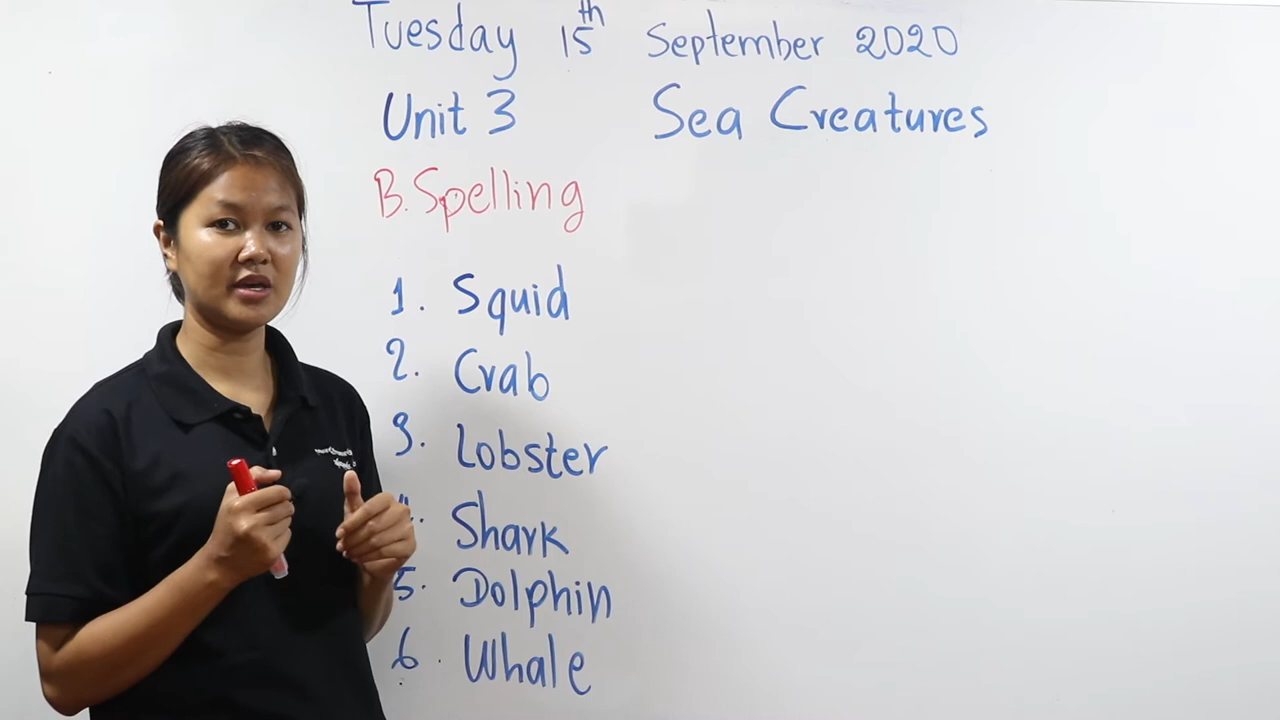 Tuesday 15th September 2020
Unit 3 Sea Creatures
B. Spelling
1. Squid
2. Crab
3. Lobster
Shark
5. Dolphin
6. Whale